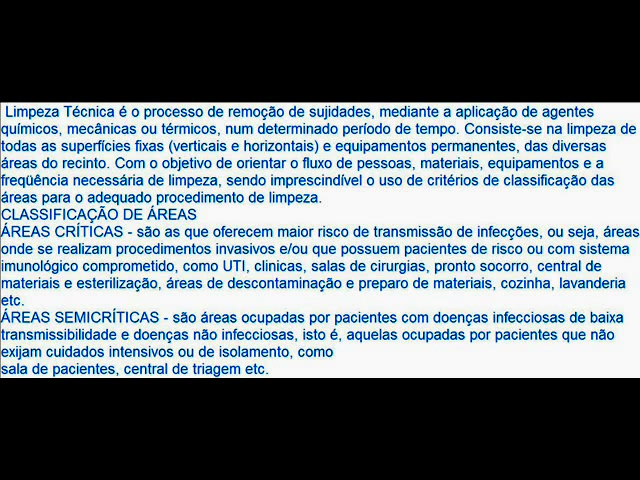 Limpeza Técnica é o processo de remoção de sujidades, mediante a aplicação de agentes
químicos, mecânicas ou térmicos, num determinado período de tempo. Consiste-se na limpeza de
todas as superfícies fixas (verticais e horizontais) e equipamentos permanentes, das diversas
áreas do recinto. Com o objetivo de orientar o fluxo de pessoas, materiais, equipamentos e a
freqüência necessária de limpeza, sendo imprescindível o uso de critérios de classificação das
áreas para o adequado procedimento de limpeza.
CLASSIFICAÇÃO DE ÁREAS
ÁREAS CRÍTICAS - são as que oferecem maior risco de transmissão de infecções, ou seja, áreas
onde se realizam procedimentos invasivos e/ou que possuem pacientes de risco ou com sistema
imunológico comprometido, como UTI, clinicas, salas de cirurgias, pronto socorro, central de
materiais e esterilização, áreas de descontaminação e preparo de materiais, cozinha, lavanderia
etc.
ÁREAS SEMICRÍTICAS - são áreas ocupadas por pacientes com doenças infecciosas de baixa
transmissibilidade e doenças não infecciosas, isto é, aquelas ocupadas por pacientes que não
exijam cuidados intensivos ou de isolamento, como
sala de pacientes, central de triagem etc.